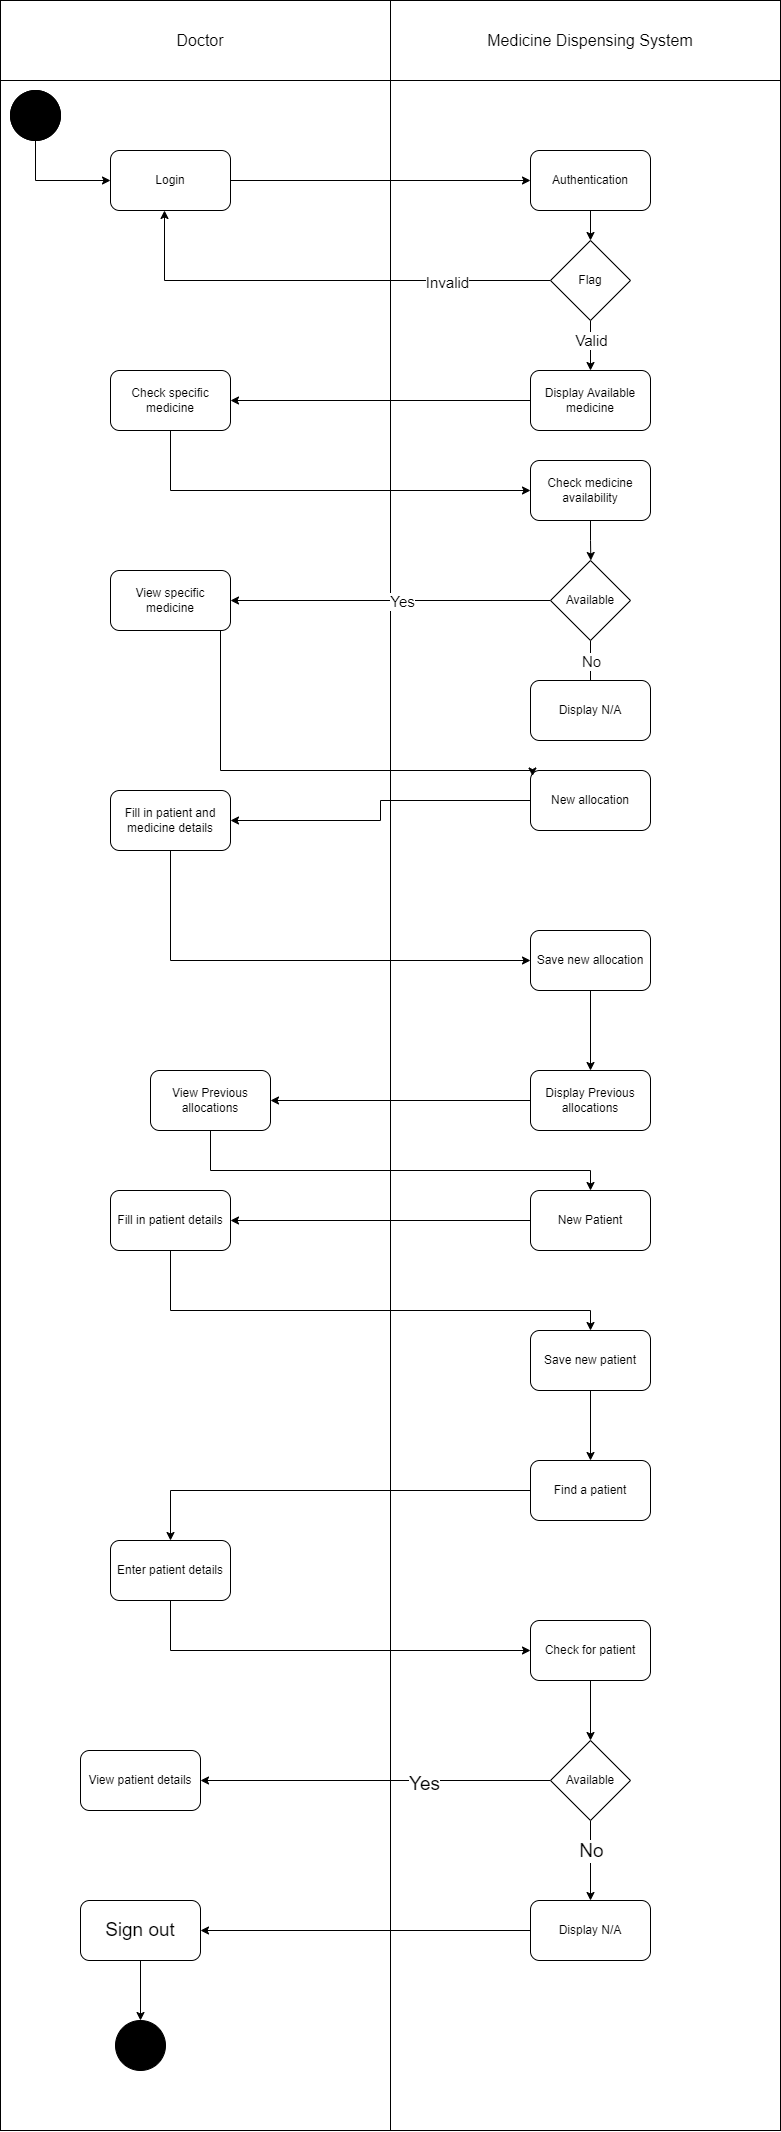 Doctor
Medicine Dispensing System
Login
Authentication
Invalid
Flag
Valid
Check specific
medicine
Display Available
medicine
Check medicine
availability
View specific
medicine
Yes
Available
No
Display N/A
New allocation
Fill in patient and
medicine details
Save new allocation
View Previous
allocations
Display Previous
allocations
Fill in patient details
New Patient
Save new patient
Find a patient
Enter patient details
Check for patient
View patient details
Yes
Available
No
Sign out
Display N/A